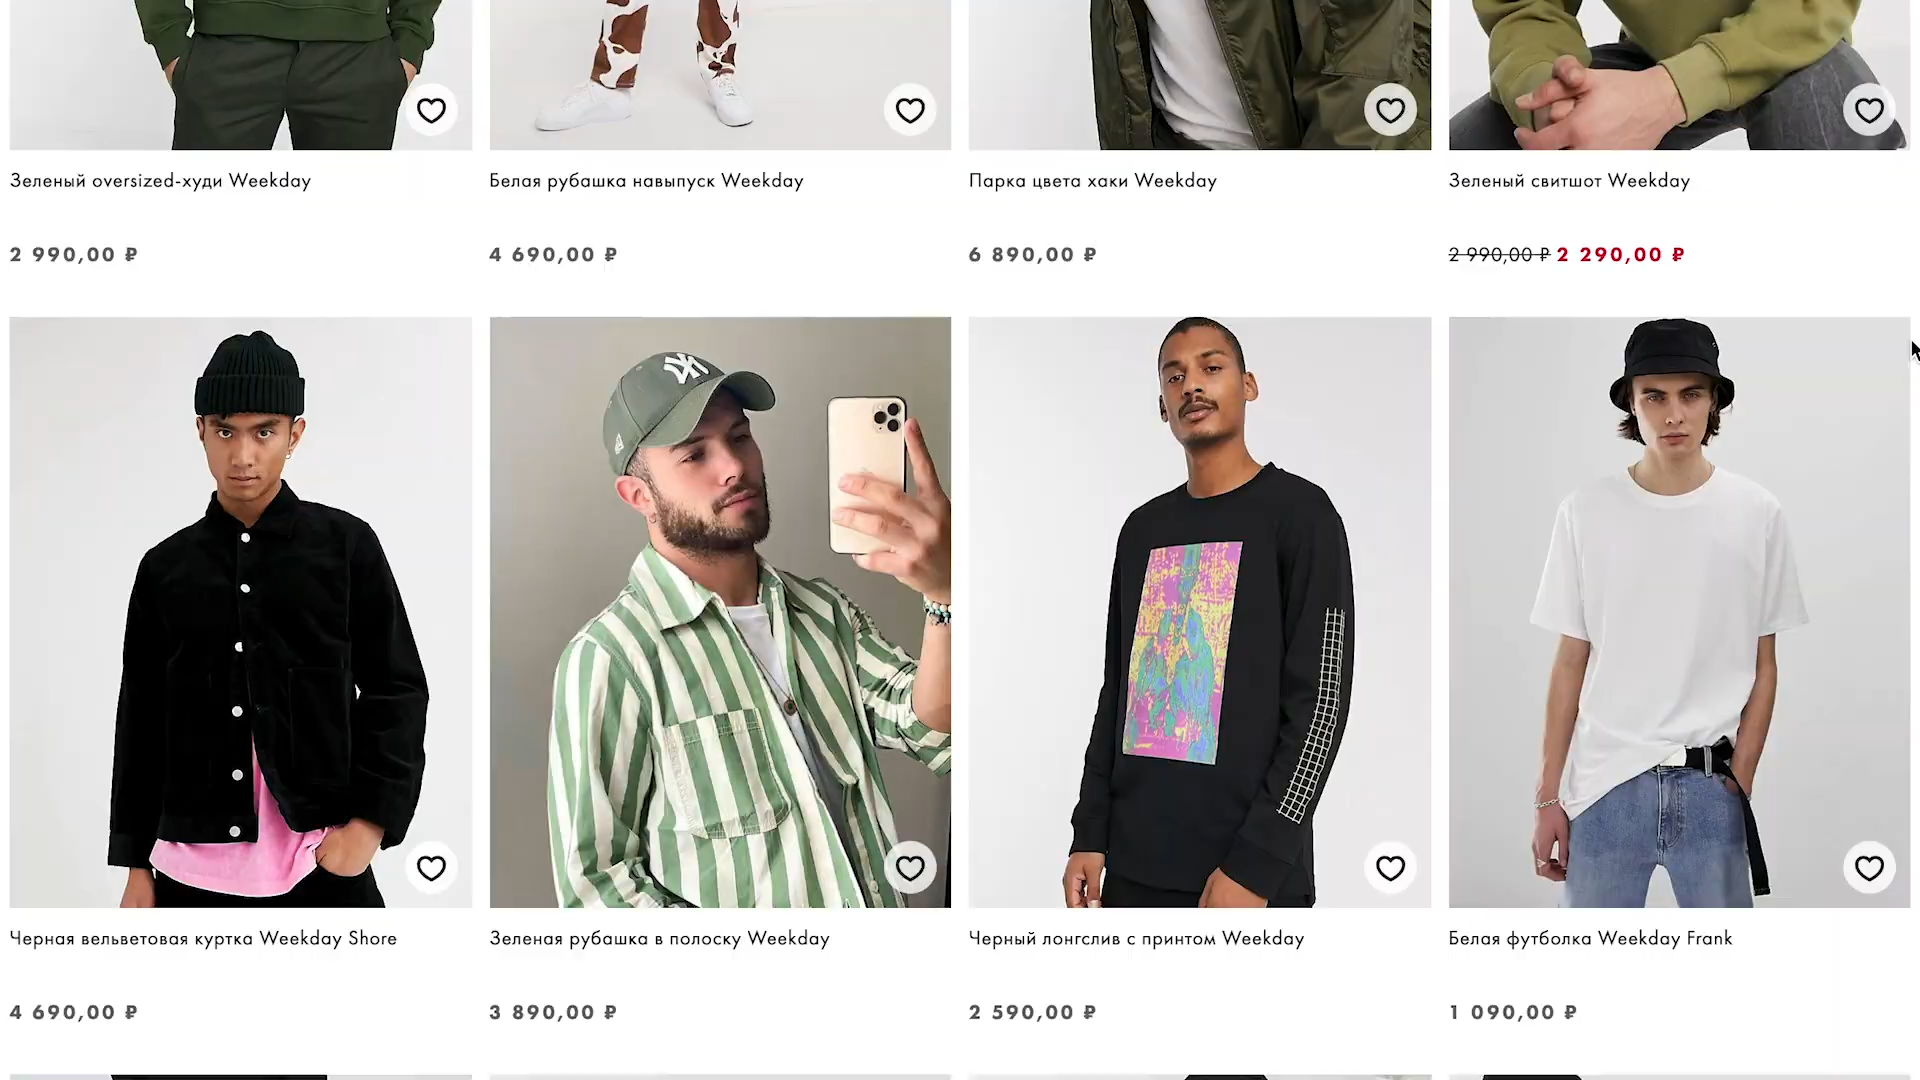 Зеленый oversized-худи Weekday
Белая рубашка навыпуск Weekday
Парка цвета хаки Weekday
Зеленый свитшот Weekday
2 990,00 ₽
4 690,00 ₽
6 890,00 ₽
2 990,00 ₽ 2 290,00 ₽
Черная вельветовая куртка Weekday Shore
Зеленая рубашка в полоску Weekday
Черный лонгслив с принтом Weekday
Белая футболка Weekday Frank
4 690,00 ₽
3 890,00 ₽
2 590,00 ₽
1 090,00 ₽